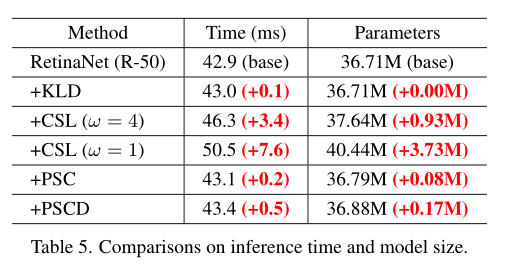 Method Time (ms) Parameters
RetinaNet (R-50) 42.9 (base) 36.71M (base)
+KLD 43.0 (+0.1) 36.71M (+0.00M)
+CSL (ω = 4) 46.3 (+3.4) 37.64M (+0.93M)
+CSL (ω = 1) 50.5 (+7.6) 40.44M (+3.73M)
+PSC 43.1 (+0.2) 36.79M (+0.08M)
+PSCD 43.4 (+0.5) 36.88M (+0.17M)
Table 5. Comparisons on inference time and model size.